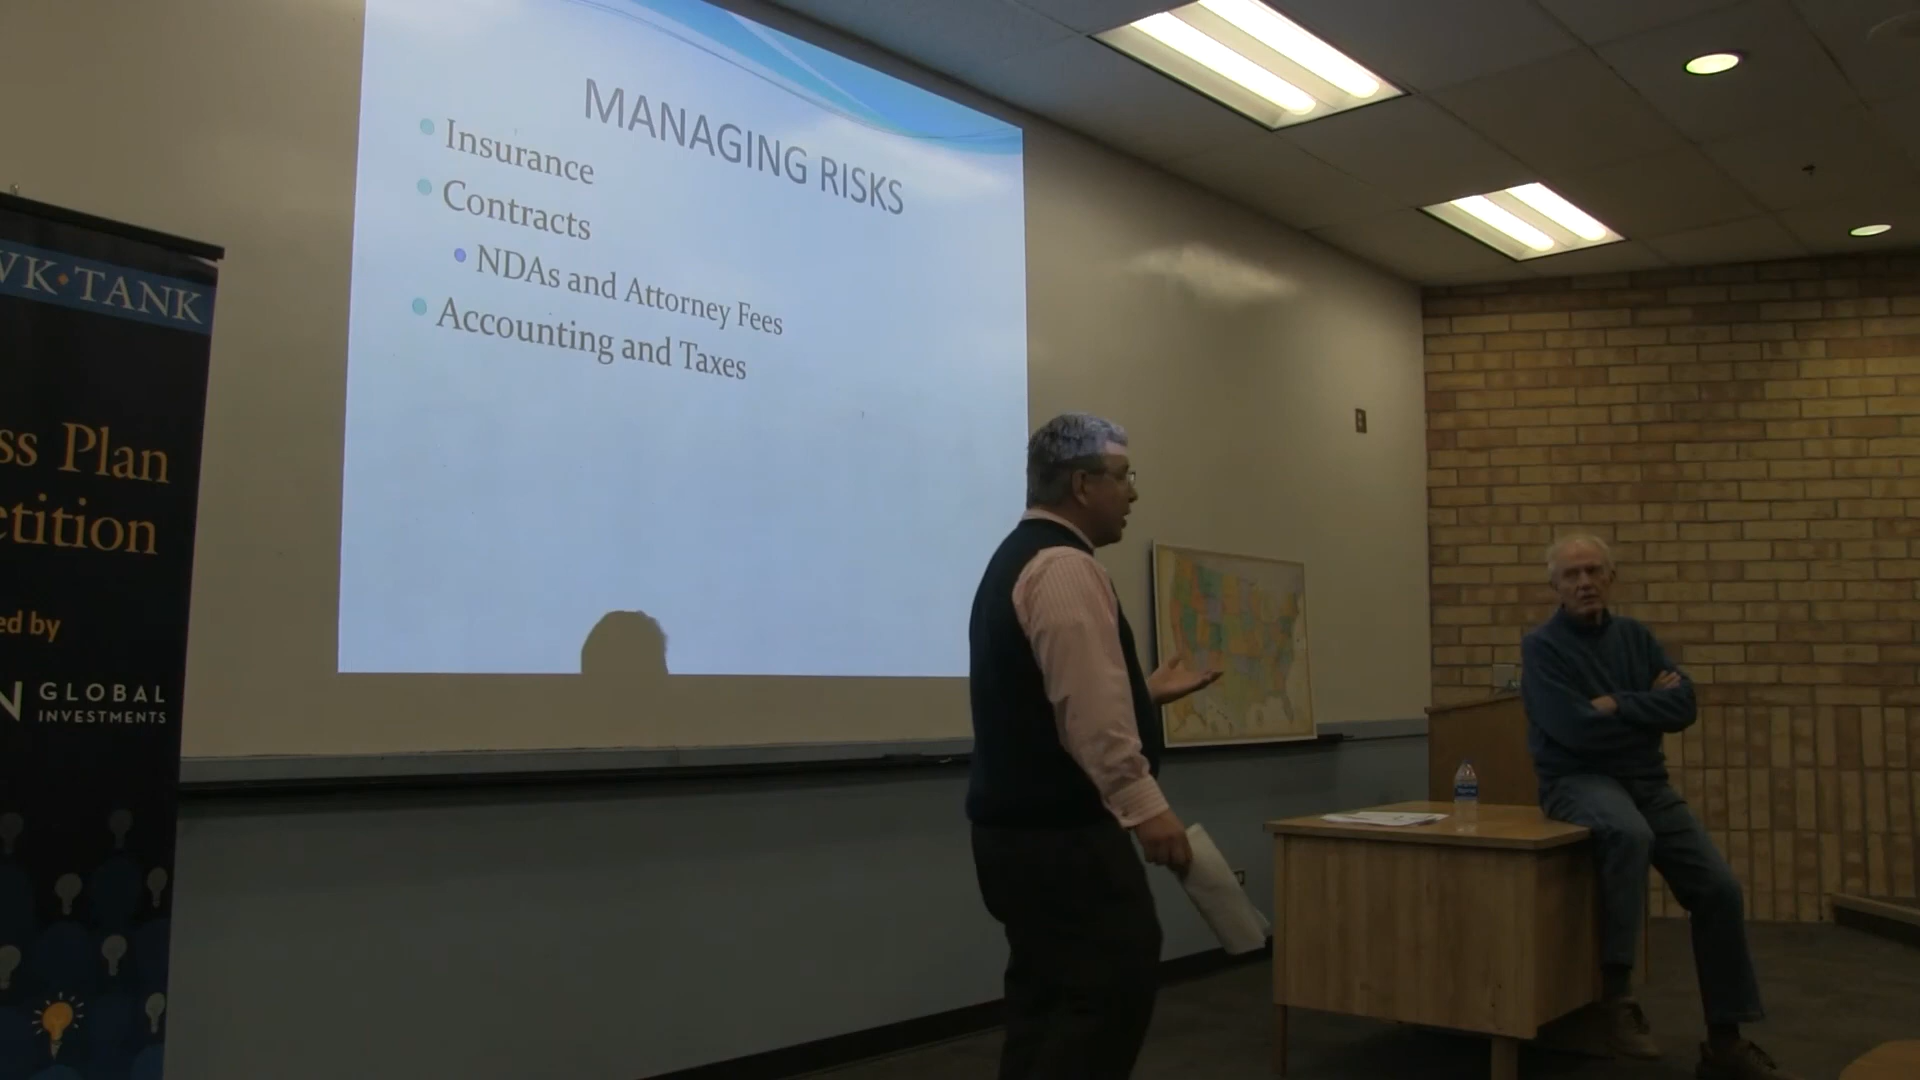 MANAGING RISKS
Insurance
Contracts
NDAs and Attorney Fees
Accounting and Taxes
WK•TANK
ss Plan
etition
ed by
N GLOBAL
INVESTMENTS